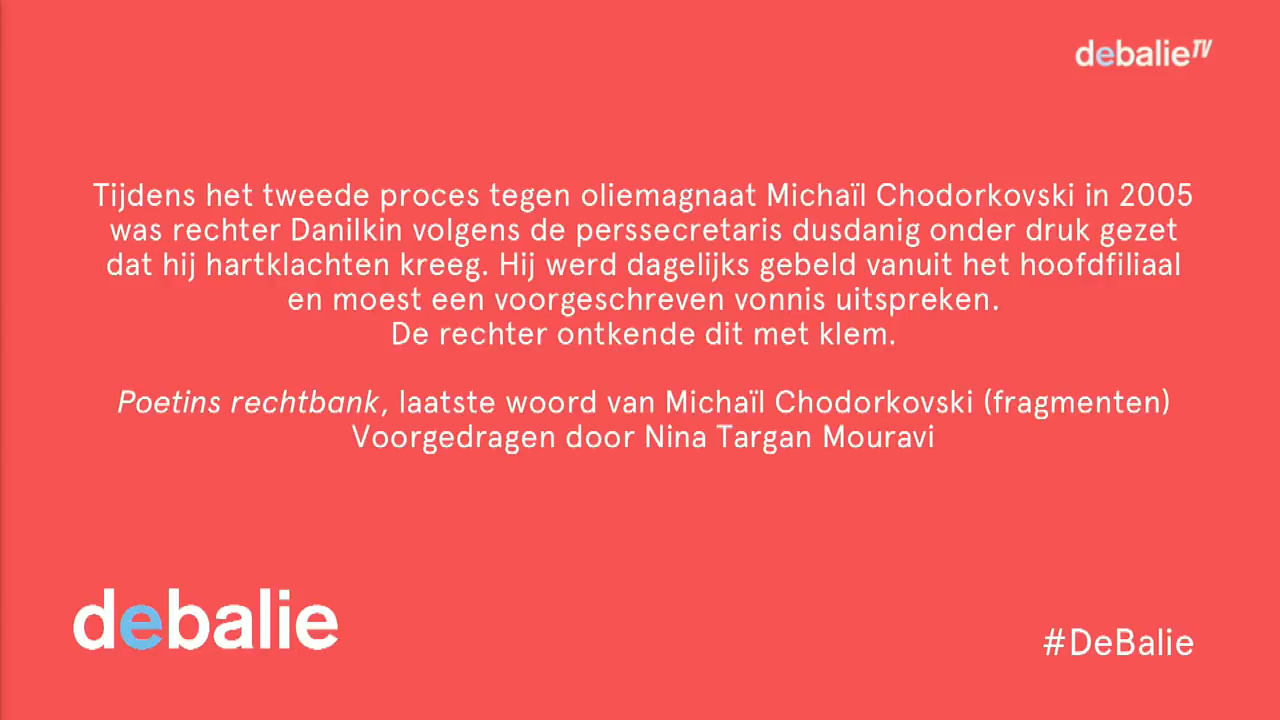 debalieTV
Tijdens het tweede proces tegen oliemagnaat Michaïl Chodorkovski in 2005
was rechter Danilkin volgens de perssecretaris dusdanig onder druk gezet
dat hij hartklachten kreeg. Hij werd dagelijks gebeld vanuit het hoofdfiliaal
en moest een voorgeschreven vonnis uitspreken.
De rechter ontkende dit met klem.
Poetins rechtbank, laatste woord van Michaïl Chodorkovski (fragmenten)
Voorgedragen door Nina Targan Mouravi
debalie
#DeBalie